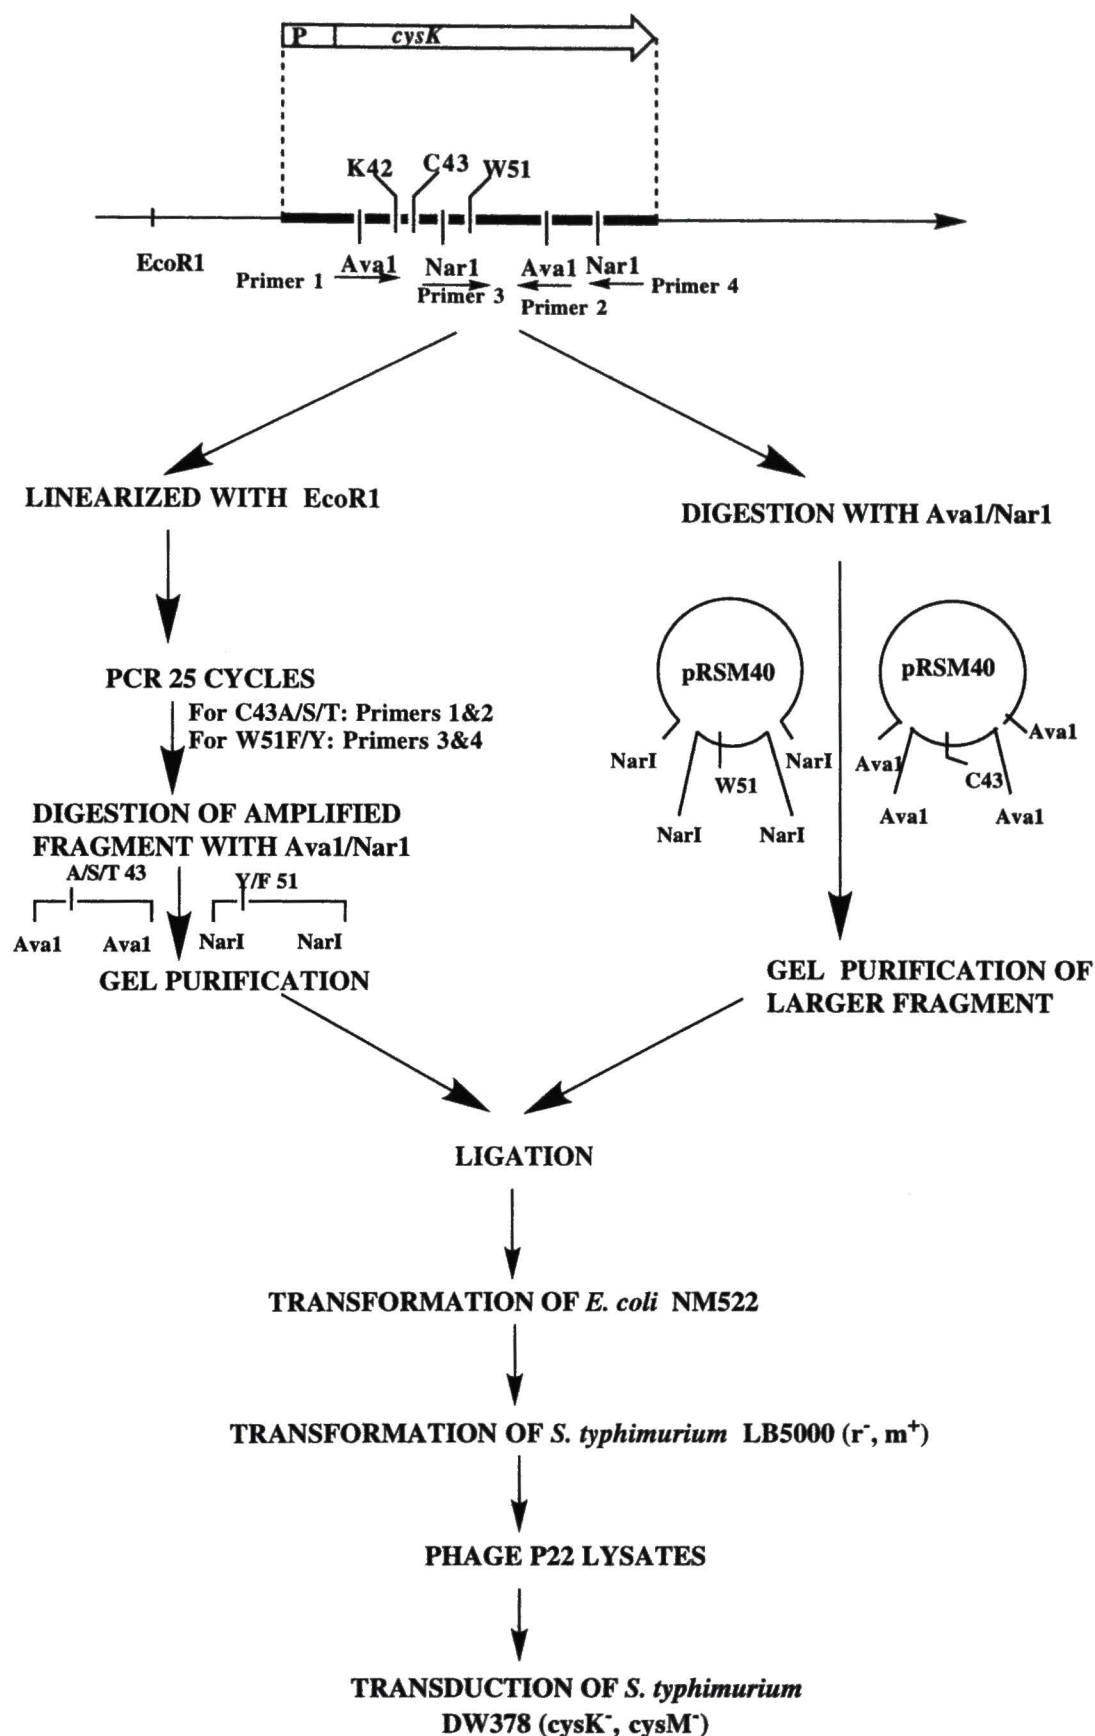 P cysK
K42 C43 W51
EcoR1
Ava1 Nar1 Ava1 Nar1
Primer 1
Primer 3
Primer 2
Primer 4
LINEARIZED WITH EcoR1
DIGESTION WITH Ava1/Nar1
PCR 25 CYCLES
For C43A/S/T: Primers 1&2
For W51F/Y: Primers 3&4
DIGESTION OF AMPLIFIED
FRAGMENT WITH Ava1/Nar1
A/S/T 43
Y/F 51
Ava1 Ava1 NarI NarI
GEL PURIFICATION
pRSM40
NarI NarI
W51
NarI NarI
pRSM40
Ava1
Ava1
C43
Ava1 Ava1
GEL PURIFICATION OF
LARGER FRAGMENT
LIGATION
TRANSFORMATION OF E. coli NM522
TRANSFORMATION OF S. typhimurium LB5000 (r⁻, m⁺)
PHAGE P22 LYSATES
TRANSDUCTION OF S. typhimurium
DW378 (cysK⁻, cysM⁻)